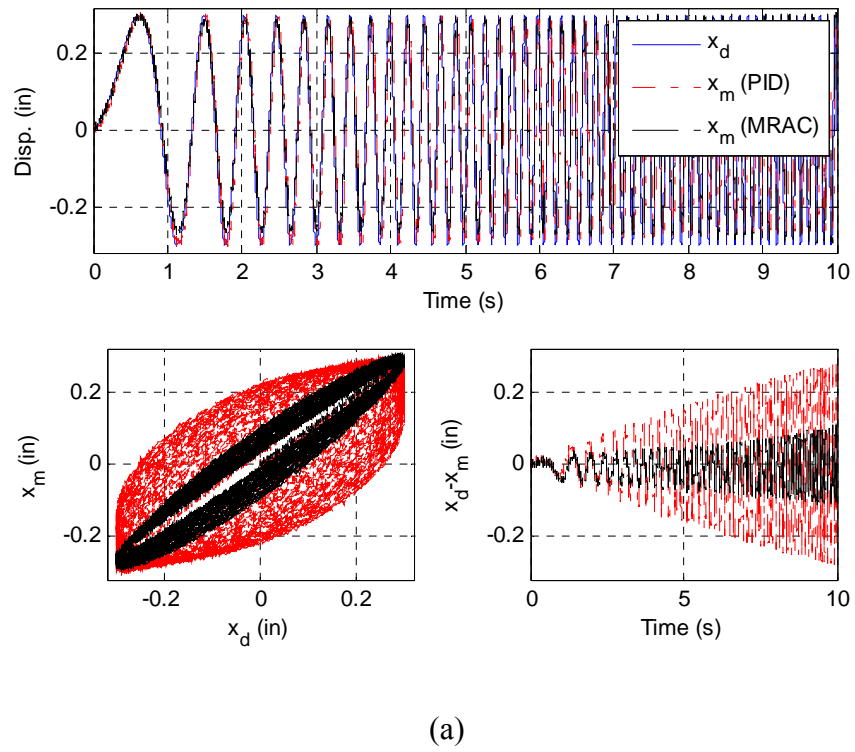 0.2
0
-0.2
Disp. (in)
0 1 2 3 4 5 6 7 8 9 10
Time (s)
x_d
x_m (PID)
x_m (MRAC)
0.2
0
-0.2
x_m (in)
-0.2 0 0.2
x_d (in)
0.2
0
-0.2
x_d-x_m (in)
0 5 10
Time (s)
(a)